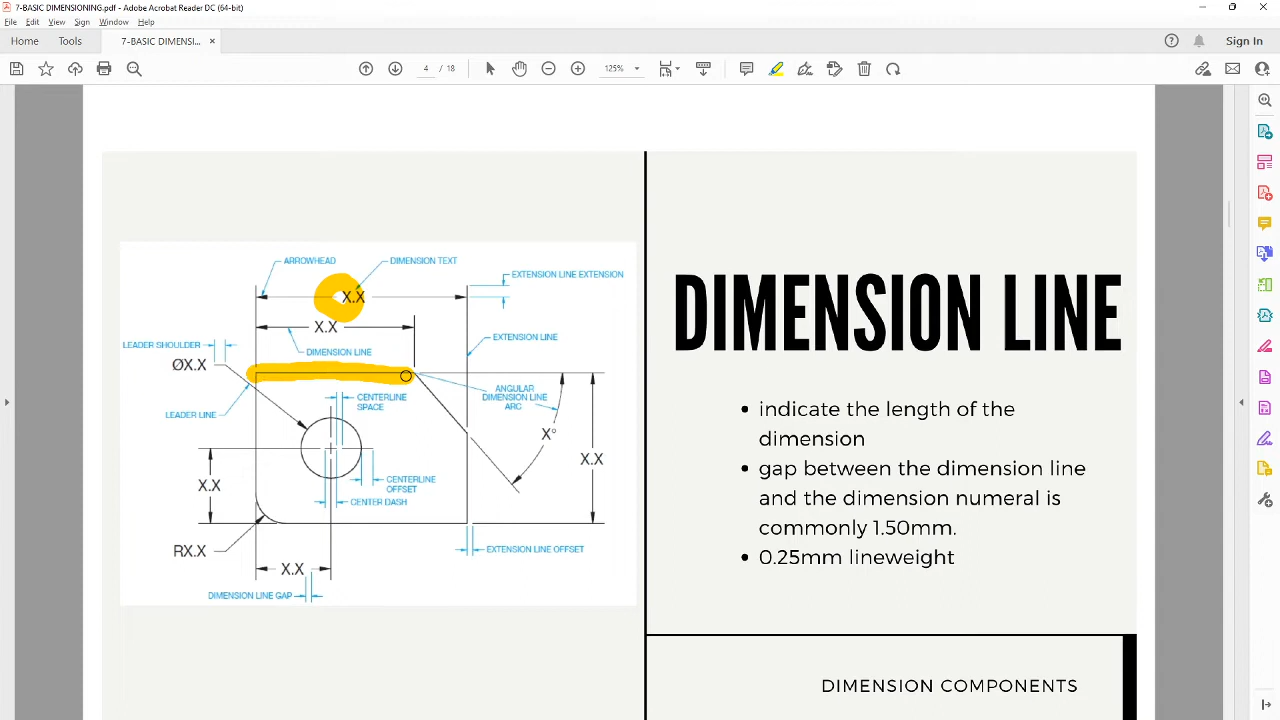 7-BASIC DIMENSIONING.pdf - Adobe Acrobat Reader DC (64-bit)
File Edit View Sign Window Help
Home Tools 7-BASIC DIMENSI... × Sign In
4 / 18 125%
ARROWHEAD DIMENSION TEXT
EXTENSION LINE EXTENSION
X.X
X.X
EXTENSION LINE
LEADER SHOULDER
DIMENSION LINE
ØX.X
ANGULAR
DIMENSION LINE
ARC
CENTERLINE
SPACE
LEADER LINE
X°
X.X
CENTERLINE
OFFSET
X.X
CENTER DASH
RX.X
EXTENSION LINE OFFSET
X.X
DIMENSION LINE GAP
DIMENSION LINE
• indicate the length of the
dimension
• gap between the dimension line
and the dimension numeral is
commonly 1.50mm.
• 0.25mm lineweight
DIMENSION COMPONENTS